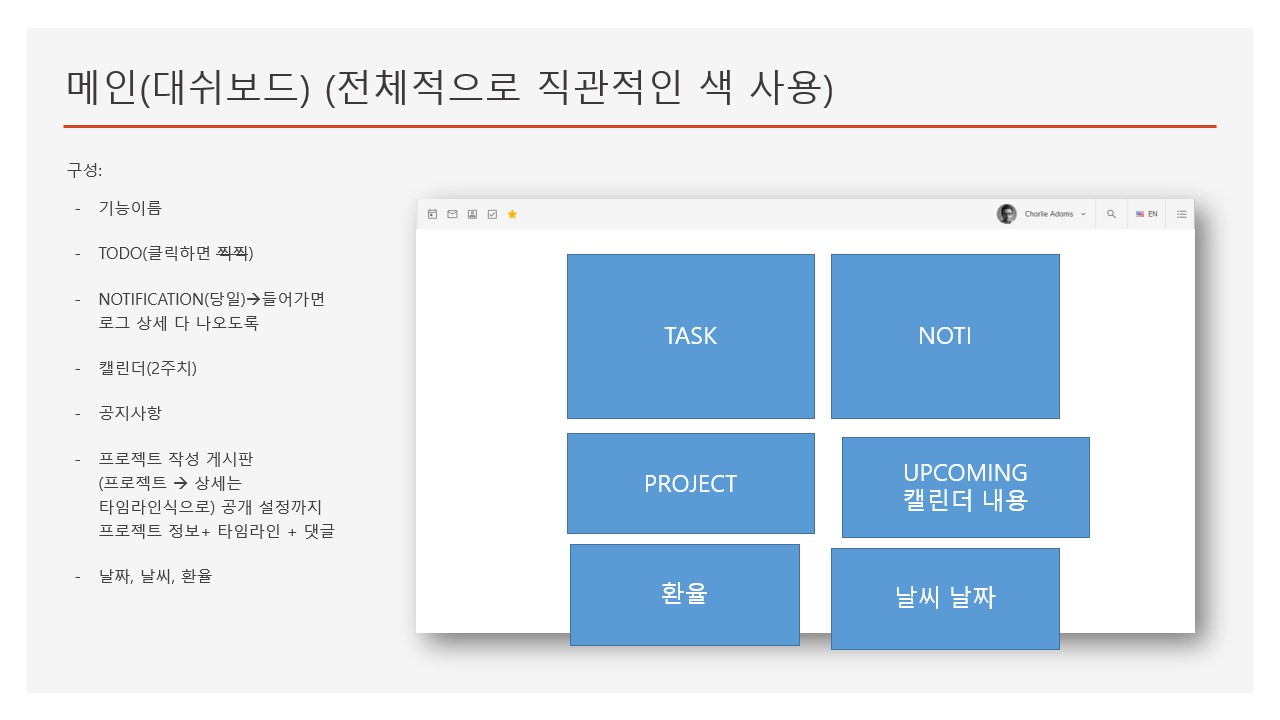 메인(대쉬보드) (전체적으로 직관적인 색 사용)
구성:
- 기능이름
- TODO(클릭하면 찍찍)
- NOTIFICATION(당일)→들어가면
로그 상세 다 나오도록
- 캘린더(2주치)
- 공지사항
- 프로젝트 작성 게시판
(프로젝트 → 상세는
타임라인식으로) 공개 설정까지
프로젝트 정보+ 타임라인 + 댓글
- 날짜, 날씨, 환율
Charlie Adams
EN
TASK
NOTI
PROJECT
UPCOMING
캘린더 내용
환율
날씨 날짜